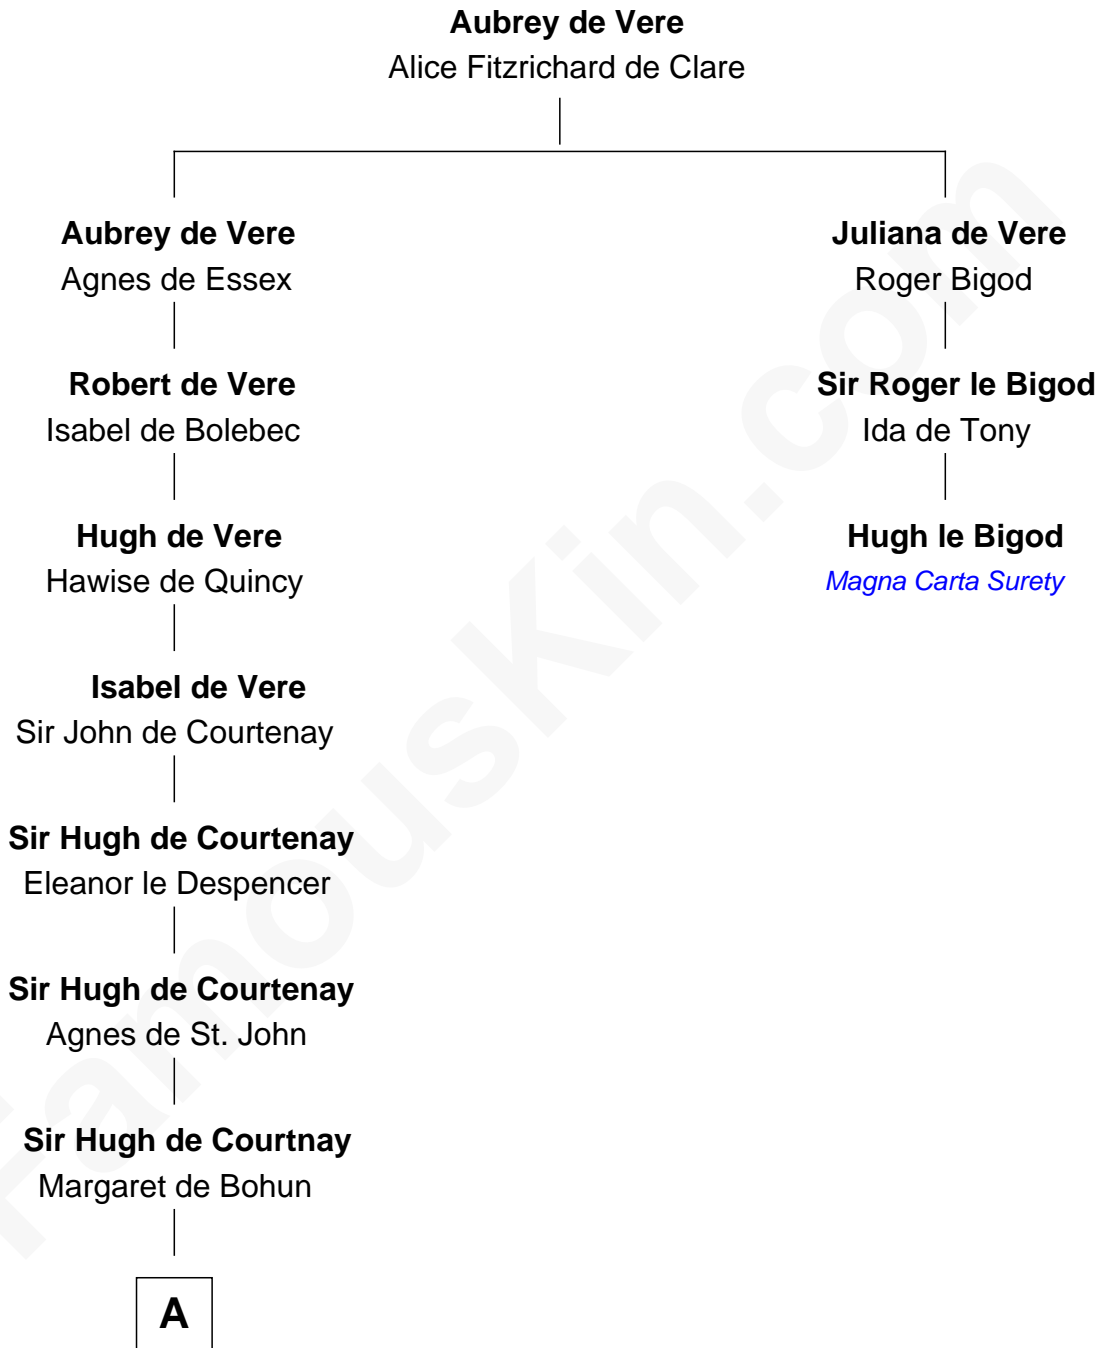 Aubrey de Vere
Alice Fitzrichard de Clare
Aubrey de Vere
Agnes de Essex
Juliana de Vere
Roger Bigod
Robert de Vere
Isabel de Bolebec
Sir Roger le Bigod
Ida de Tony
Hugh de Vere
Hawise de Quincy
Hugh le Bigod
Magna Carta Surety
Isabel de Vere
Sir John de Courtenay
Sir Hugh de Courtenay
Eleanor le Despencer
Sir Hugh de Courtenay
Agnes de St. John
Sir Hugh de Courtnay
Margaret de Bohun
A
FamousKin.com